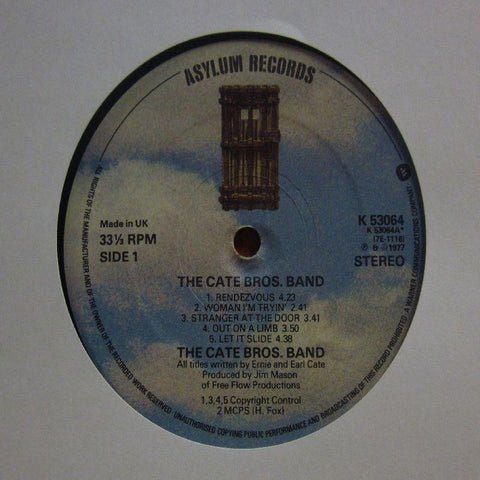 ASYLUM RECORDS
Made in UK
33⅓ RPM
SIDE 1
K 53064
K 53064A*
(7E-1116)
℗ & ©1977
STEREO
THE CATE BROS. BAND
1. RENDEZVOUS 4.23
2. WOMAN I'M TRYIN' 2.41
3. STRANGER AT THE DOOR 3.41
4. OUT ON A LIMB 3.50
5. LET IT SLIDE 4.38
THE CATE BROS. BAND
All titles written by Ernie and Earl Cate
Produced by Jim Mason
of Free Flow Productions
1,3,4,5 Copyright Control
2 MCPS (H. Fox)
ALL RIGHTS OF THE MANUFACTURER AND OF THE OWNER OF THE RECORDED WORK RESERVED · UNAUTHORISED COPYING PUBLIC PERFORMANCE AND BROADCASTING OF THIS RECORD PROHIBITED · A WARNER COMMUNICATIONS COMPANY